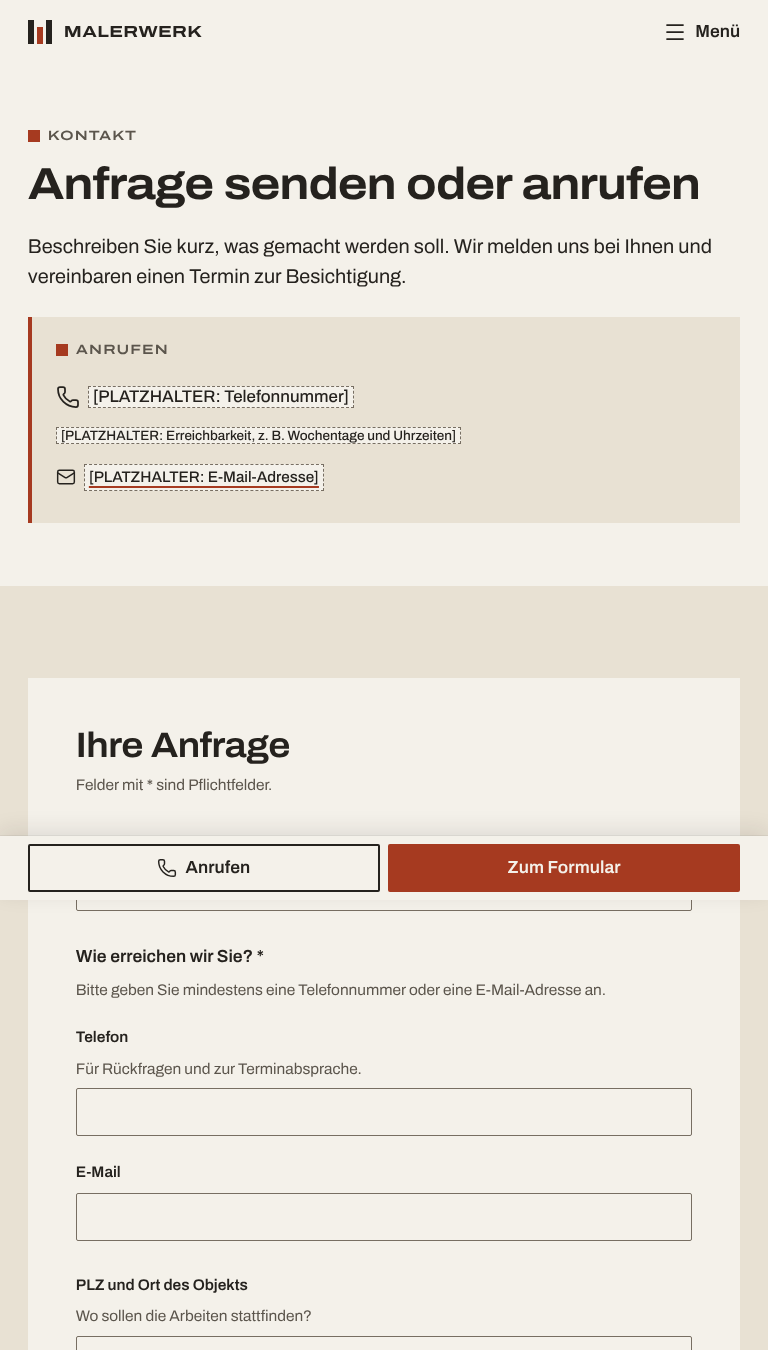 MALERWERK
Menü
KONTAKT
Anfrage senden oder anrufen
Beschreiben Sie kurz, was gemacht werden soll. Wir melden uns bei Ihnen und
vereinbaren einen Termin zur Besichtigung.
ANRUFEN
[PLATZHALTER: Telefonnummer]
[PLATZHALTER: Erreichbarkeit, z. B. Wochentage und Uhrzeiten]
[PLATZHALTER: E-Mail-Adresse]
Ihre Anfrage
Felder mit * sind Pflichtfelder.
Anrufen
Zum Formular
Wie erreichen wir Sie? *
Bitte geben Sie mindestens eine Telefonnummer oder eine E-Mail-Adresse an.
Telefon
Für Rückfragen und zur Terminabsprache.
E-Mail
PLZ und Ort des Objekts
Wo sollen die Arbeiten stattfinden?